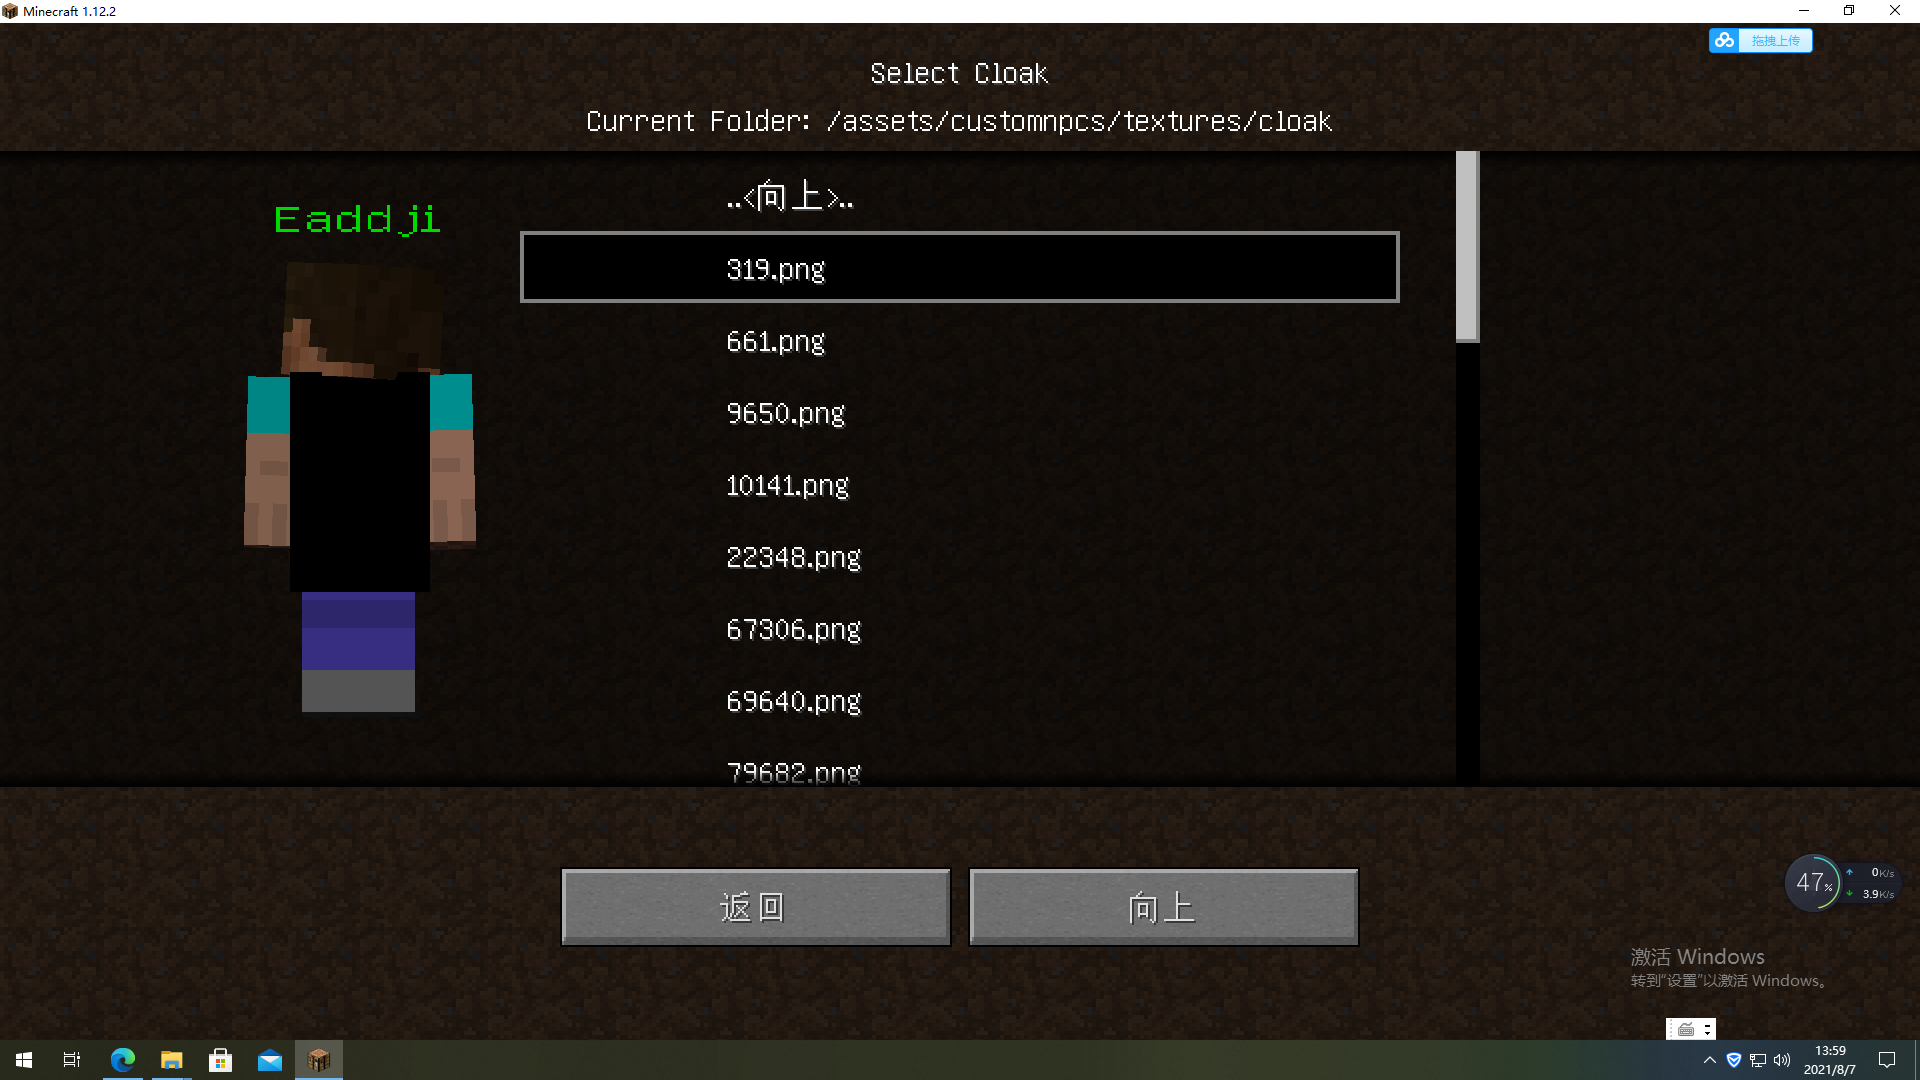 Minecraft 1.12.2
拖拽上传
Select Cloak
Current Folder: /assets/customnpcs/textures/cloak
Eaddji
..<向上>..
319.png
661.png
9650.png
10141.png
22348.png
67306.png
69640.png
79682.png
返回
向上
47%
0K/s
3.9K/s
激活 Windows
转到“设置”以激活 Windows。
13:59
2021/8/7